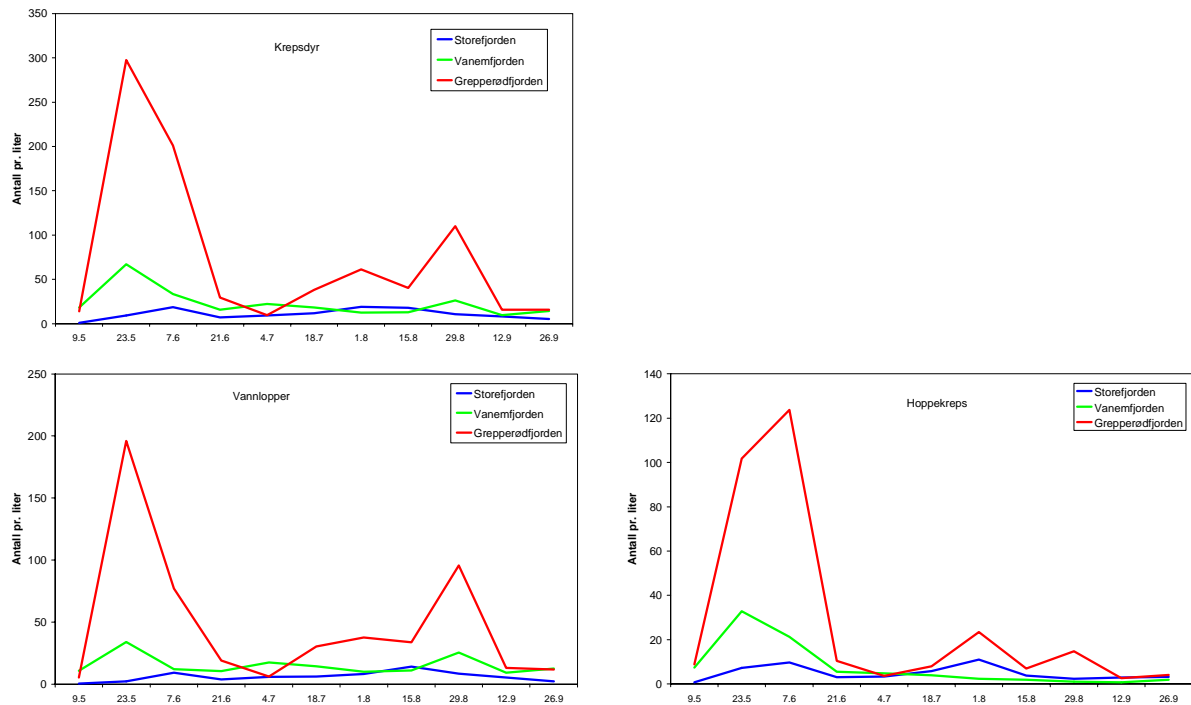 Krepsdyr
Storefjorden
Vanemfjorden
Grepperødfjorden
Antall pr. liter
350
300
250
200
150
100
50
0
9.5 23.5 7.6 21.6 4.7 18.7 1.8 15.8 29.8 12.9 26.9
Vannlopper
Storefjorden
Vanemfjorden
Grepperødfjorden
Antall pr. liter
250
200
150
100
50
0
9.5 23.5 7.6 21.6 4.7 18.7 1.8 15.8 29.8 12.9 26.9
Hoppekreps
Storefjorden
Vanemfjorden
Grepperødfjorden
Antall pr. liter
140
120
100
80
60
40
20
0
9.5 23.5 7.6 21.6 4.7 18.7 1.8 15.8 29.8 12.9 26.9